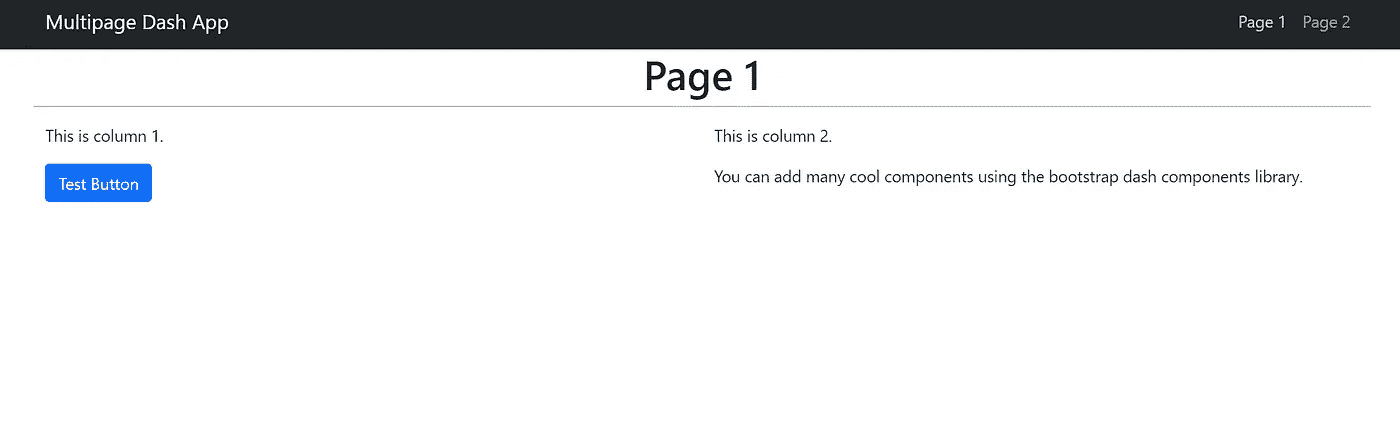 Multipage Dash App
Page 1 Page 2
Page 1
This is column 1.
Test Button
This is column 2.
You can add many cool components using the bootstrap dash components library.